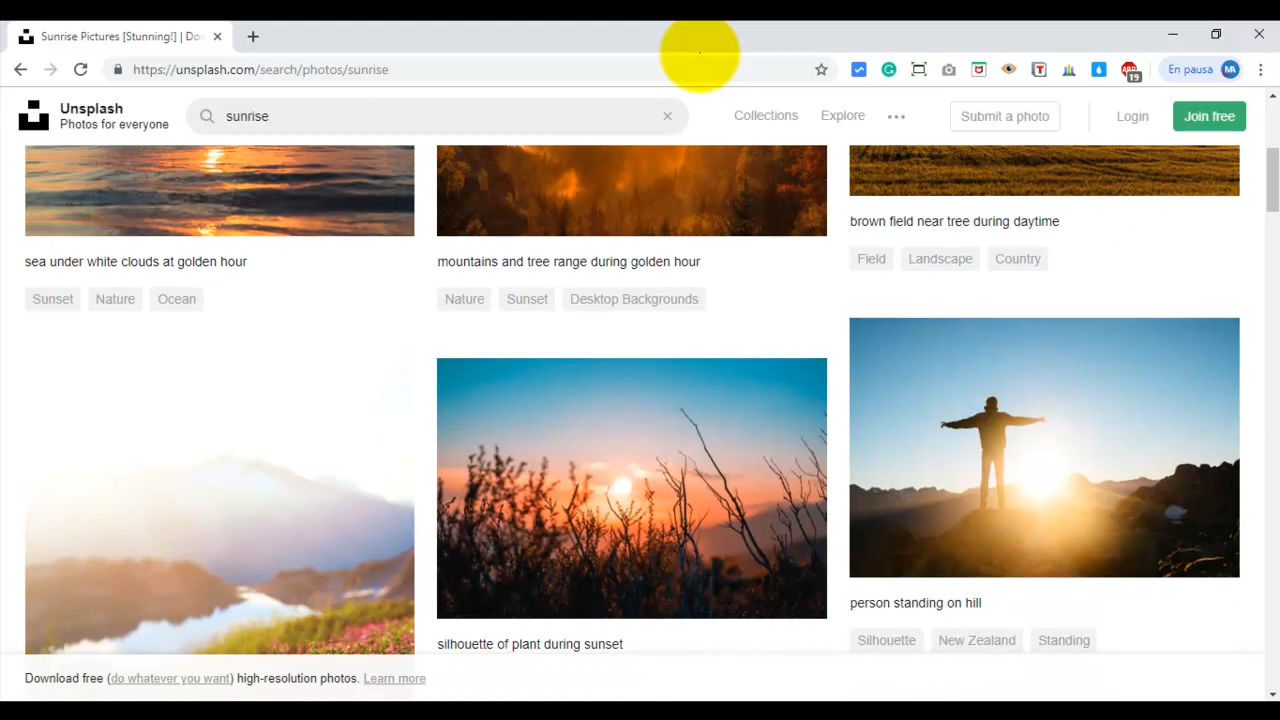 Sunrise Pictures [Stunning!] | Do
https://unsplash.com/search/photos/sunrise
19
En pausa
MA
Unsplash
Photos for everyone
sunrise
Collections
Explore
Submit a photo
Login
Join free
sea under white clouds at golden hour
Sunset
Nature
Ocean
mountains and tree range during golden hour
Nature
Sunset
Desktop Backgrounds
brown field near tree during daytime
Field
Landscape
Country
silhouette of plant during sunset
person standing on hill
Silhouette
New Zealand
Standing
Download free (do whatever you want) high-resolution photos. Learn more